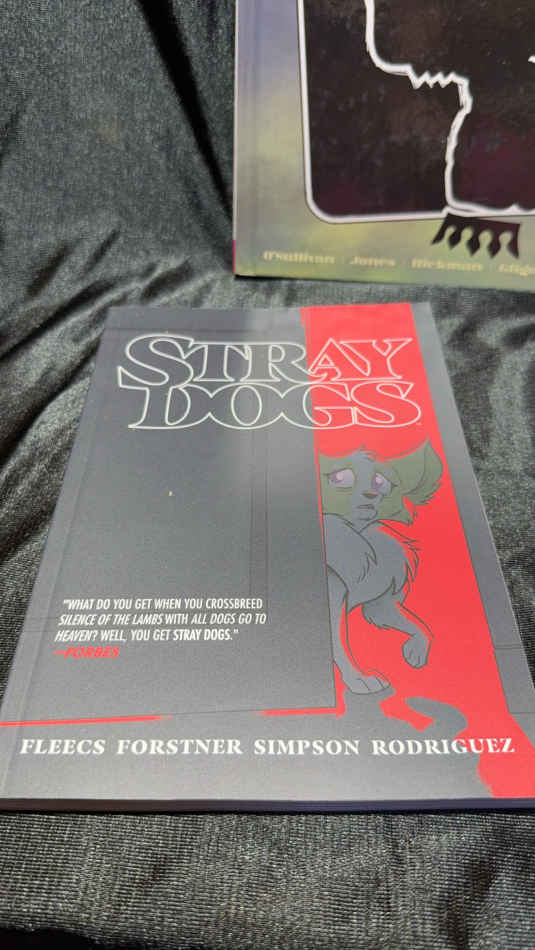 O'Sullivan Jones Hickman
STRAY
DOGS
"WHAT DO YOU GET WHEN YOU CROSSBREED
SILENCE OF THE LAMBS WITH ALL DOGS GO TO
HEAVEN? WELL, YOU GET STRAY DOGS."
—FORBES
FLEECS FORSTNER SIMPSON RODRIGUEZ